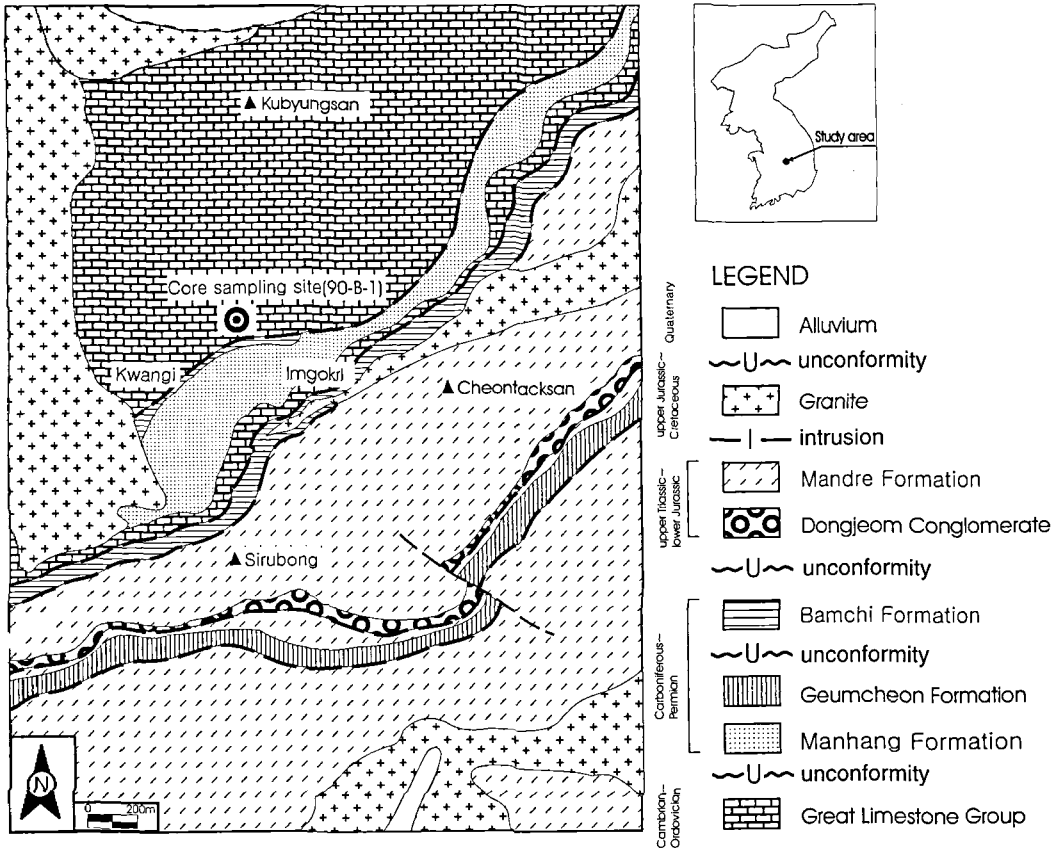 Kubyungsan
Core sampling site(90-B-1)
Kwangi
Imgokri
Cheontacksan
Sirubong
N
0 200m
Study area
LEGEND
Quaternary
Alluvium
U unconformity
upper Jurassic~
Cretaceous
Granite
intrusion
upper Triassic~
lower Jurassic
Mandre Formation
Dongjeom Conglomerate
U unconformity
Carboniferous~
Permian
Bamchi Formation
U unconformity
Geumcheon Formation
Manhang Formation
U unconformity
Cambrian~
Ordovician
Great Limestone Group